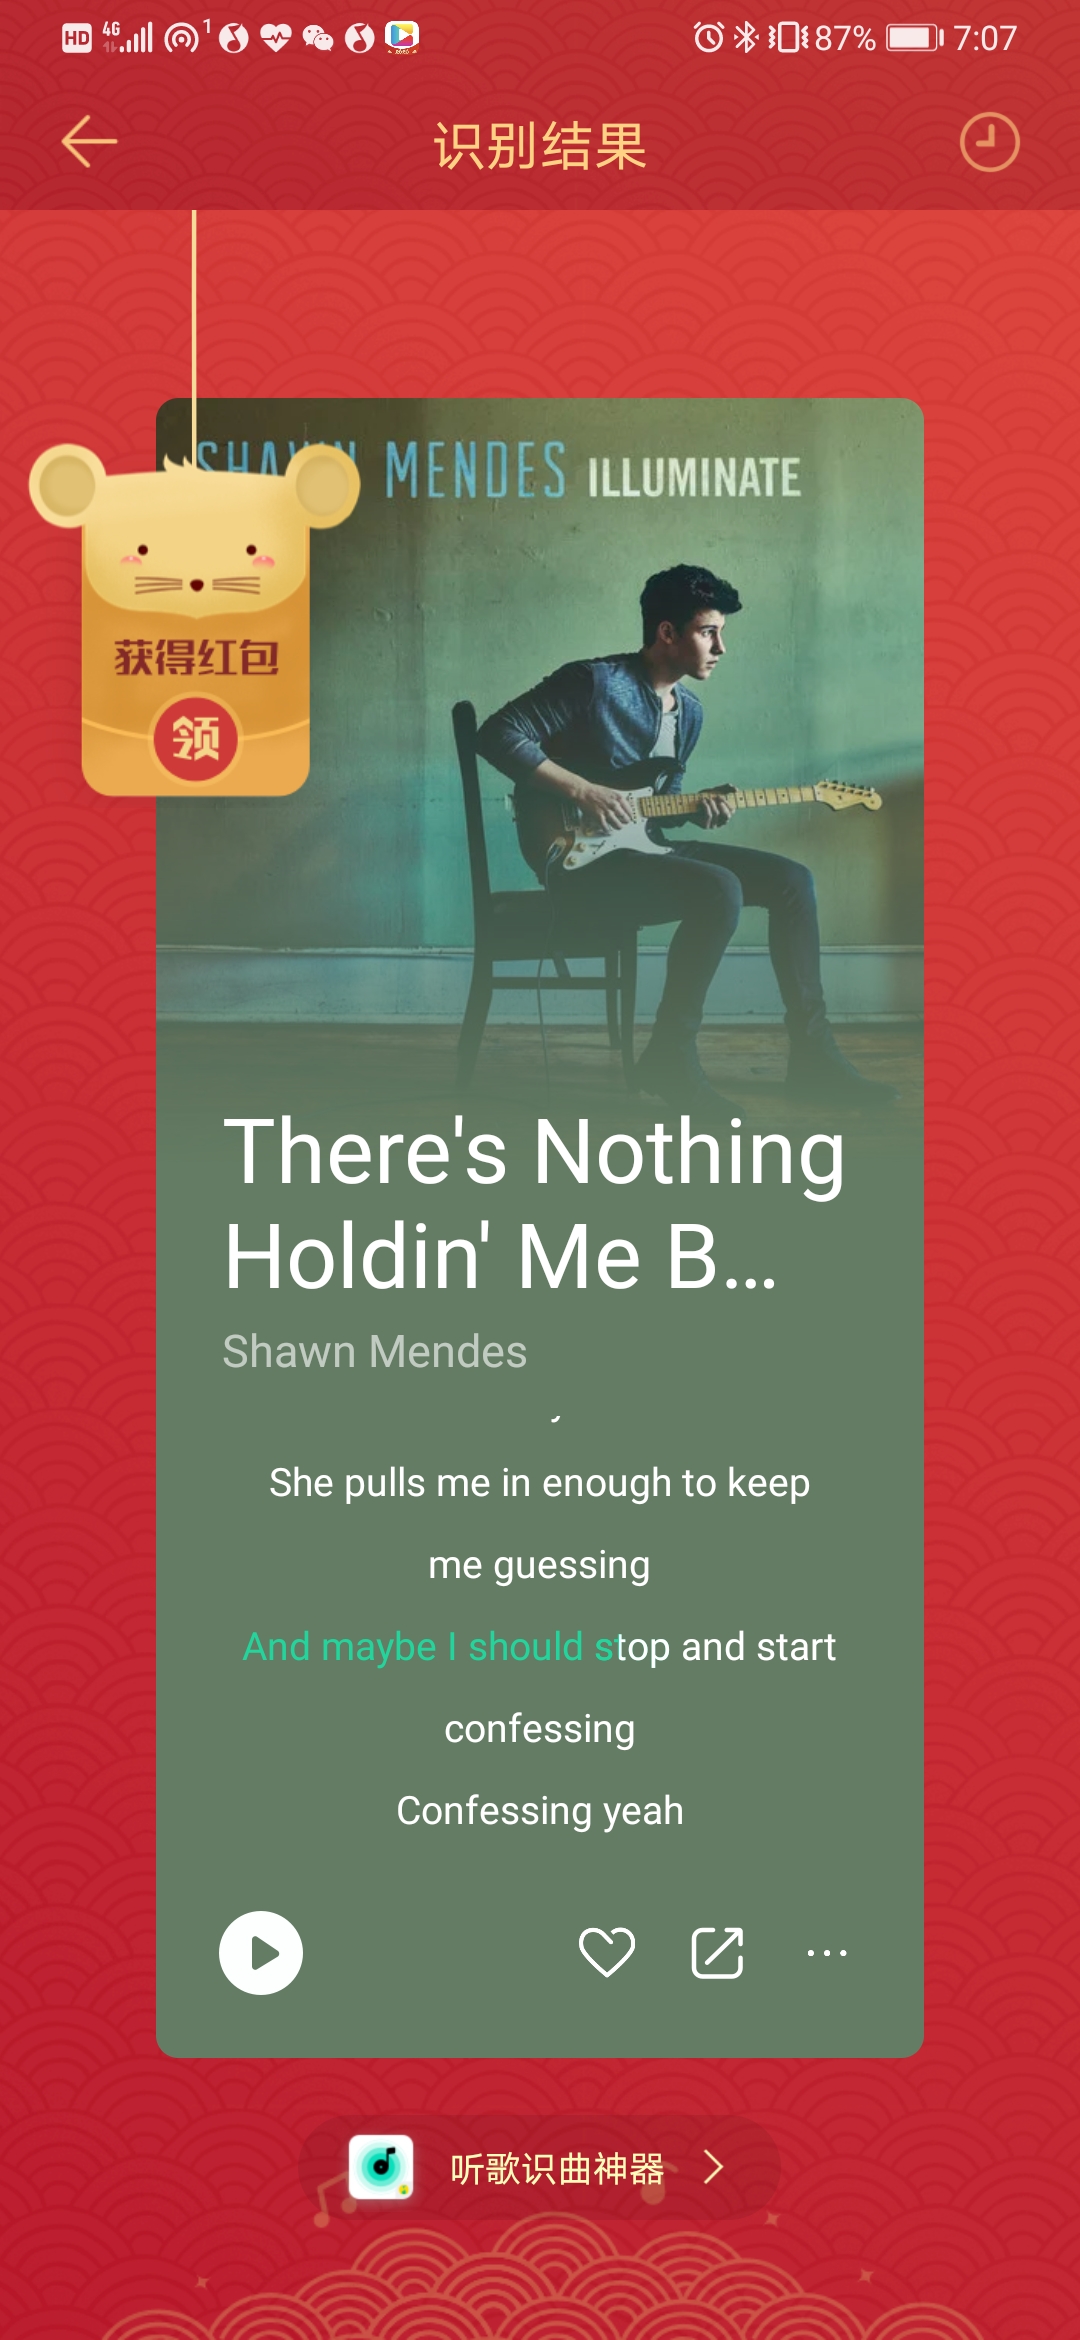 HD 4G 1 87% 7:07
识别结果
SHAWN MENDES ILLUMINATE
获得红包
领
There's Nothing
Holdin' Me B...
Shawn Mendes
She pulls me in enough to keep
me guessing
And maybe I should stop and start
confessing
Confessing yeah
听歌识曲神器